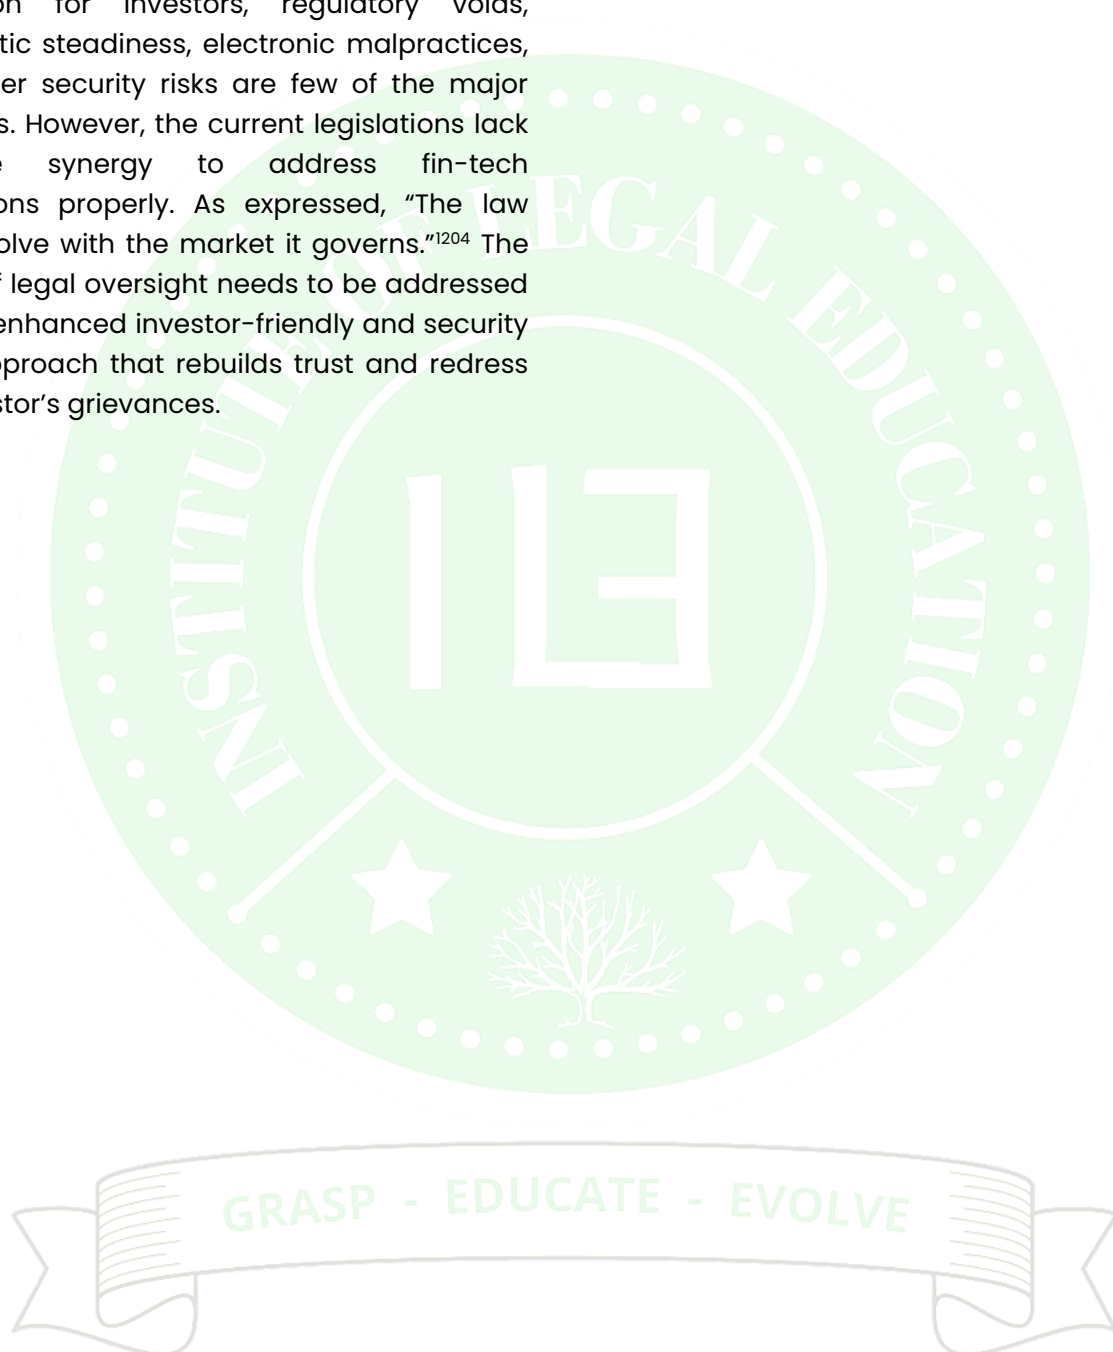 on for investors, regulatory voids,
tic steadiness, electronic malpractices,
er security risks are few of the major
s. However, the current legislations lack
e synergy to address fin-tech
ons properly. As expressed, “The law
olve with the market it governs.”1204 The
f legal oversight needs to be addressed
enhanced investor-friendly and security
pproach that rebuilds trust and redress
stor’s grievances.
INSTITUTE OF LEGAL EDUCATION
ILE
GRASP - EDUCATE - EVOLVE